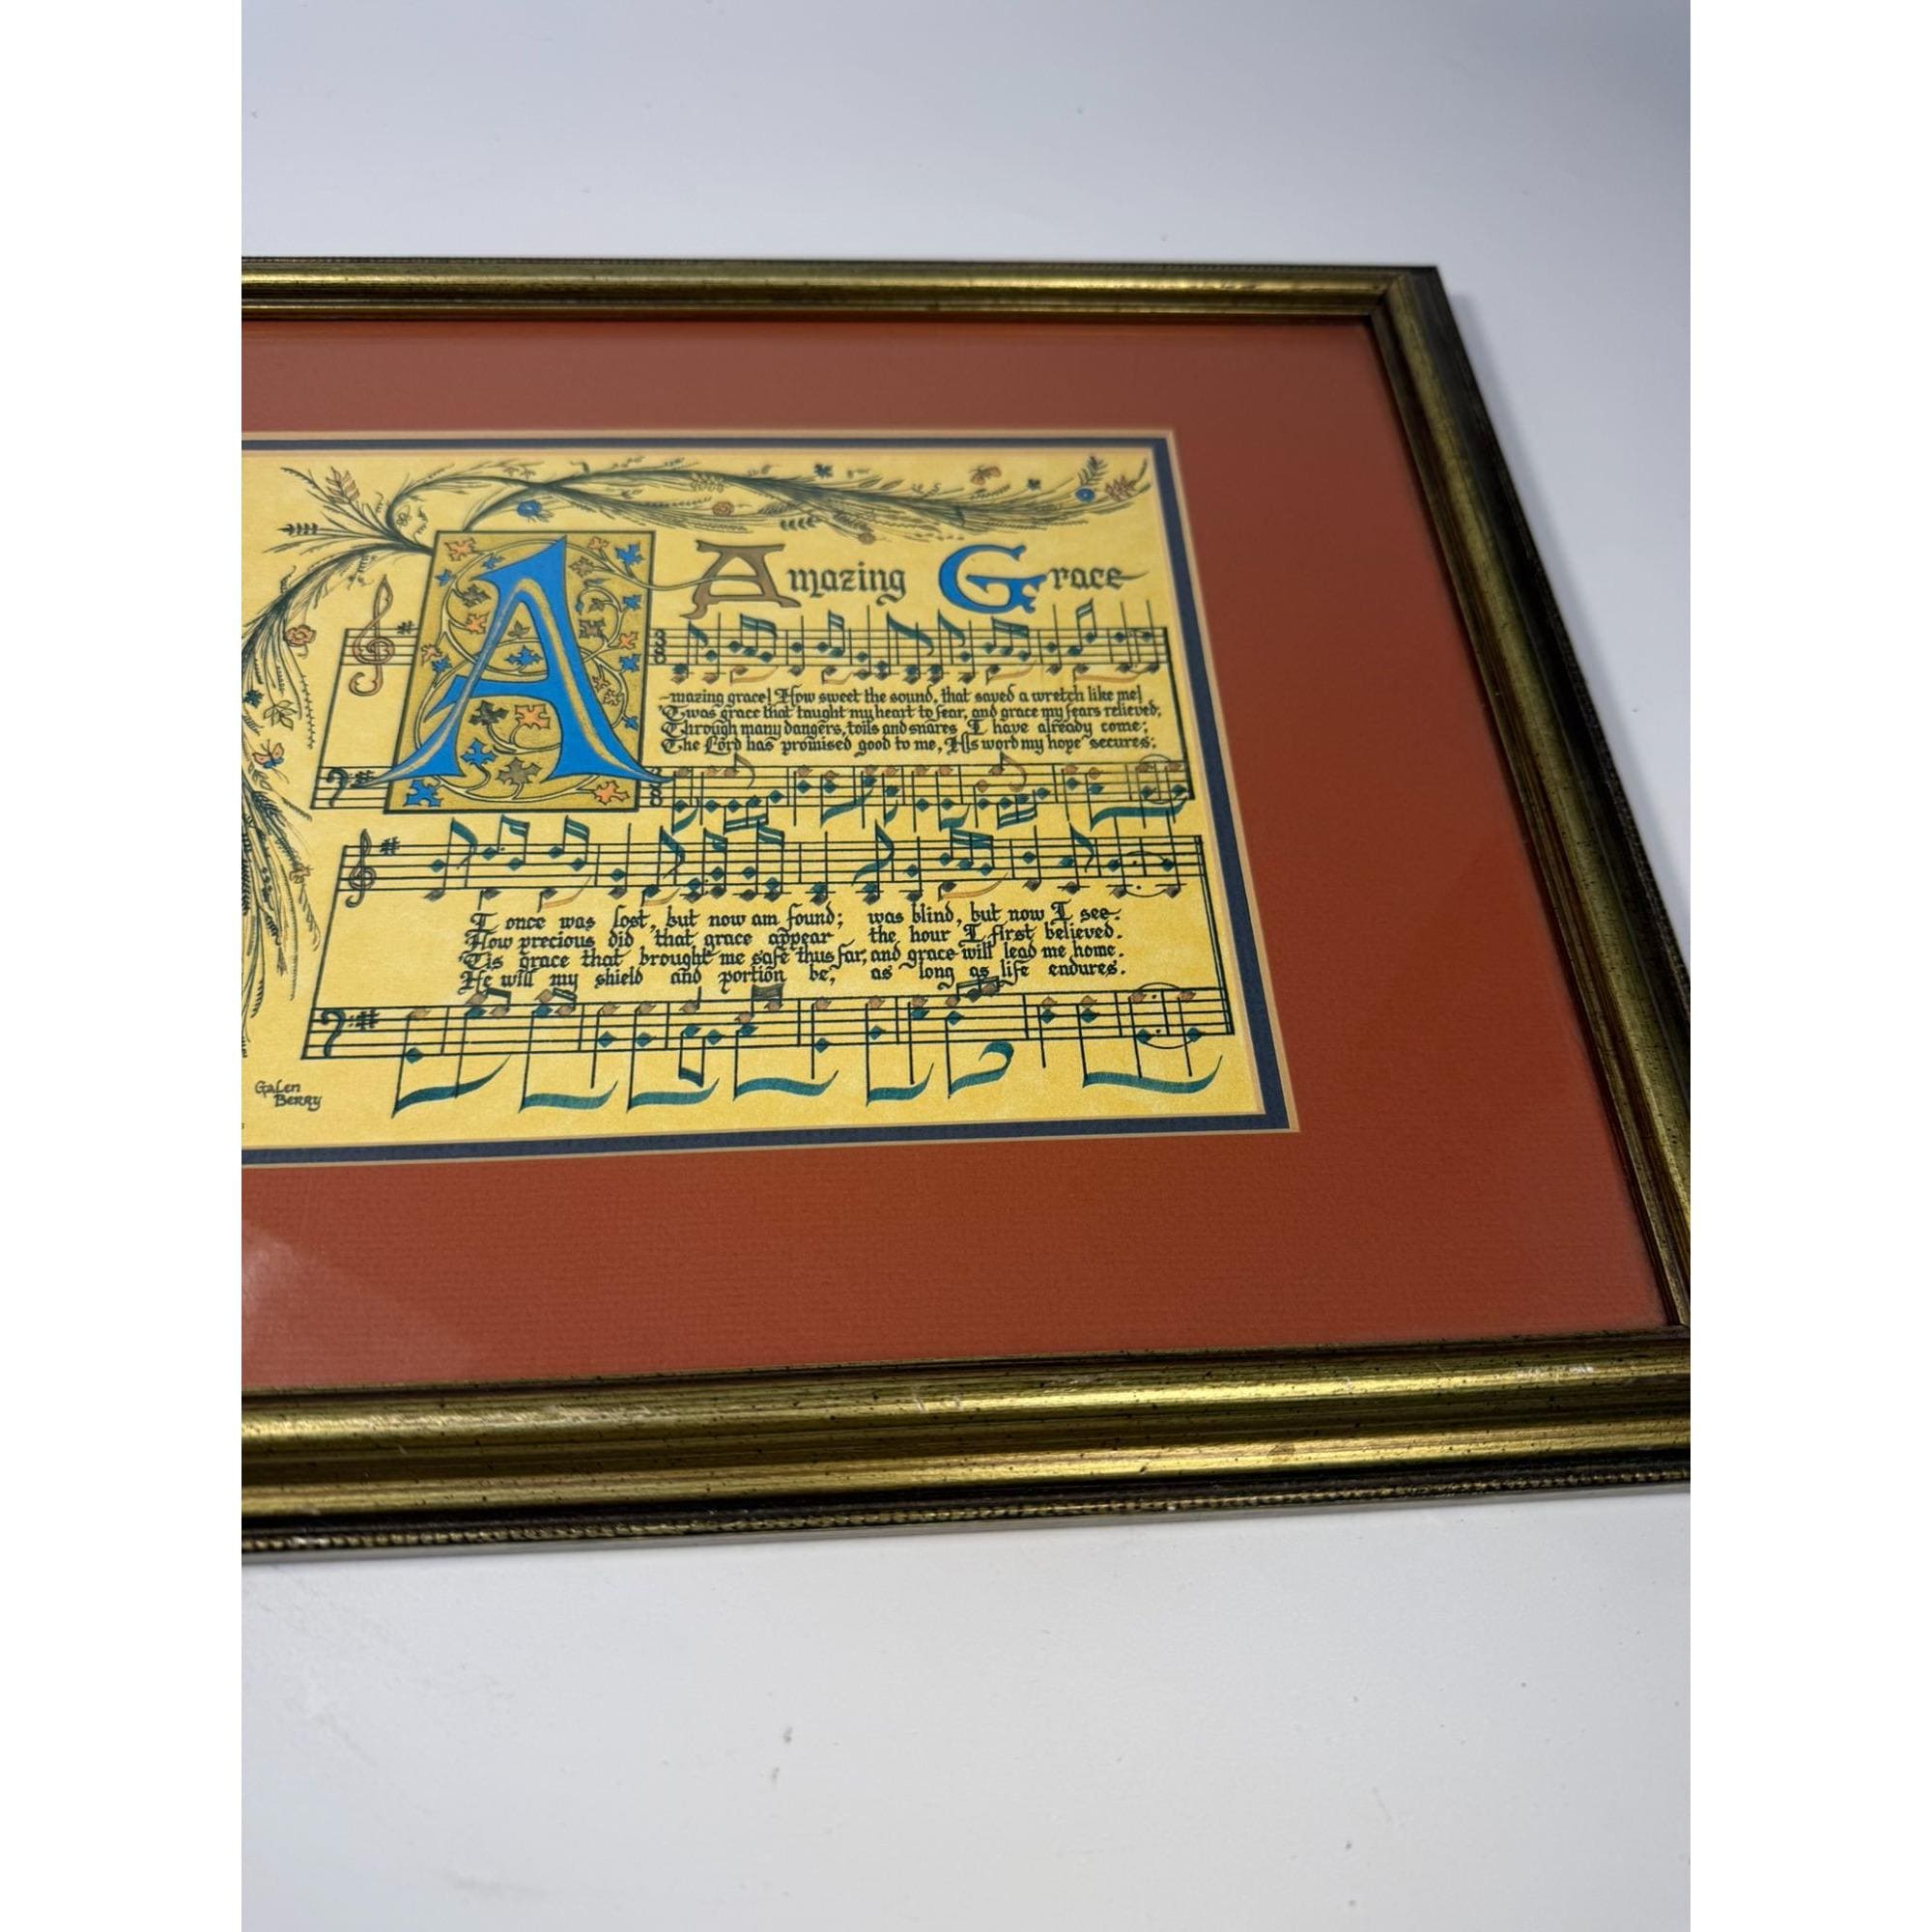 A
Amazing Grace
mazing grace! How sweet the sound, that saved a wretch like me!
'Twas grace that taught my heart to fear, and grace my fears relieved;
Through many dangers, toils and snares I have already come;
The Lord has promised good to me, His word my hope secures;
I once was lost, but now am found; was blind, but now I see.
How precious did that grace appear the hour I first believed.
'Tis grace that brought me safe thus far, and grace will lead me home.
He will my shield and portion be, as long as life endures.
Galen
Berry